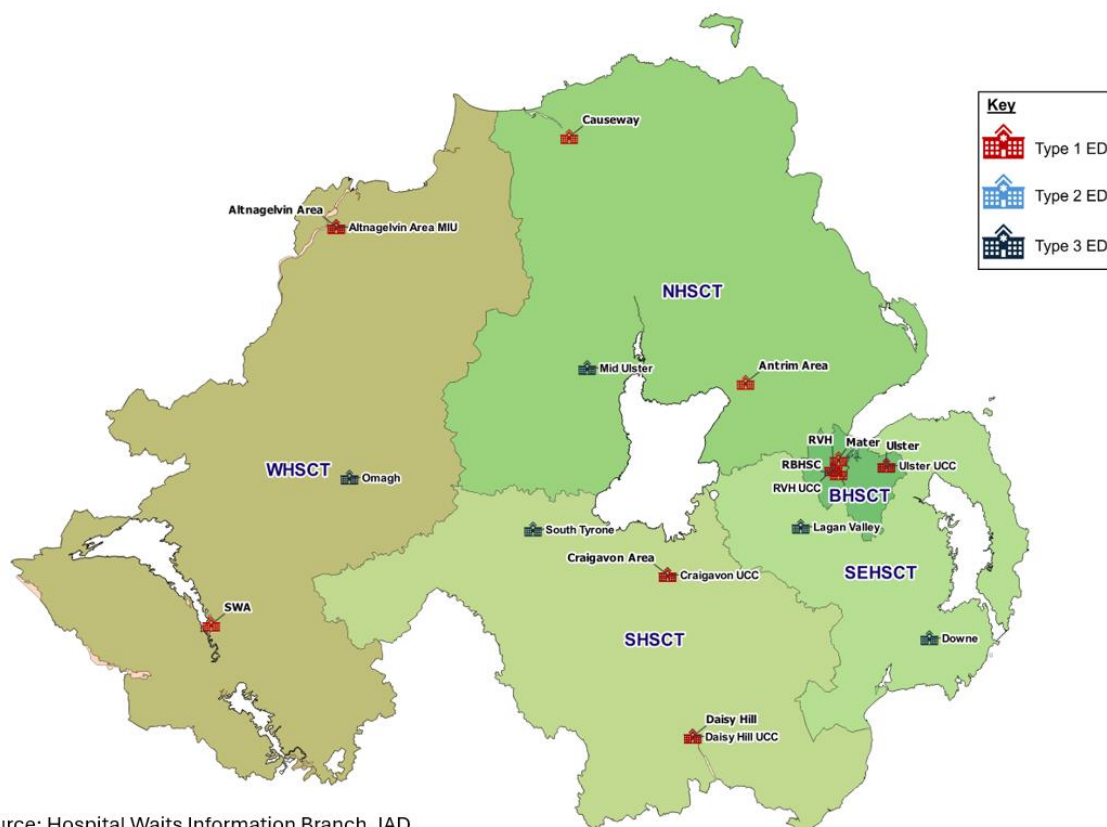 Causeway
Key
Type 1 ED
Type 2 ED
Type 3 ED
Altnagelvin Area
Altnagelvin Area MIU
NHSCT
Mid Ulster
Antrim Area
RVH
Mater
Ulster
RBHSC
Ulster UCC
WHSCT
Omagh
RVH UCC
BHSCT
South Tyrone
Lagan Valley
Craigavon Area
Craigavon UCC
SEHSCT
SWA
SHSCT
Downe
Daisy Hill
Daisy Hill UCC
urce: Hospital Waits Information Branch, IAD